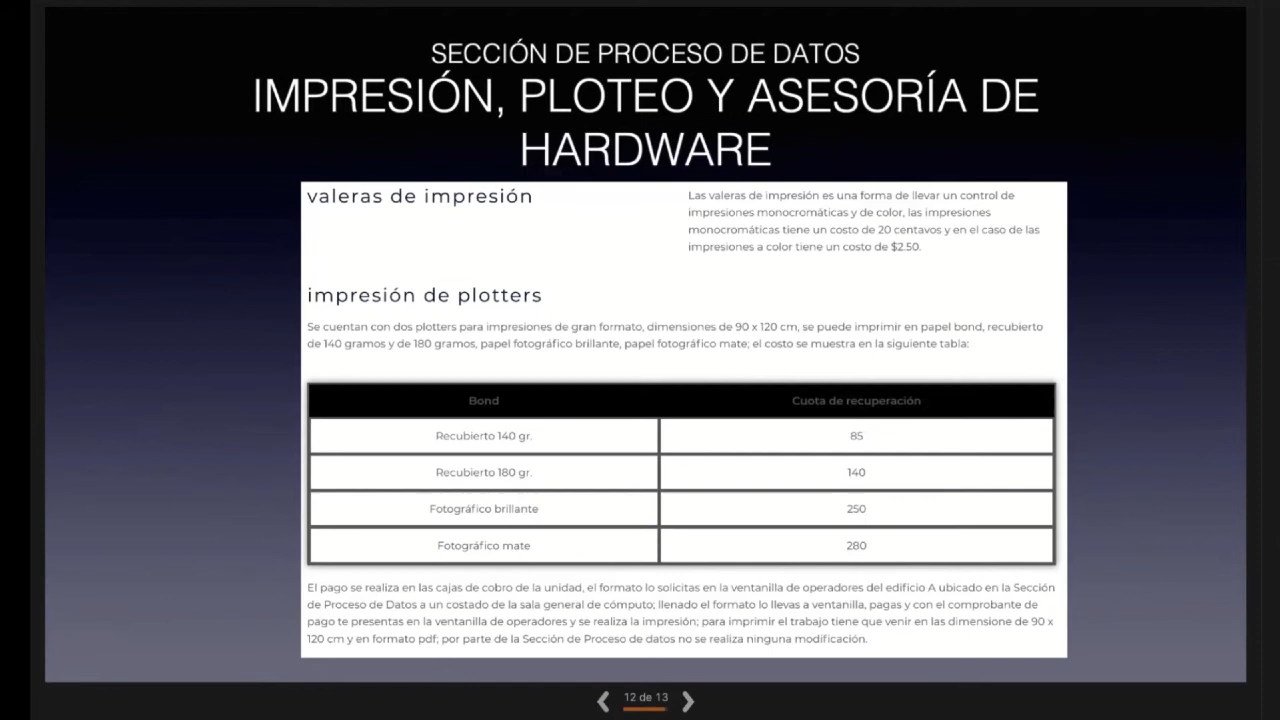 SECCIÓN DE PROCESO DE DATOS
IMPRESIÓN, PLOTEO Y ASESORÍA DE
HARDWARE
valeras de impresión
Las valeras de impresión es una forma de llevar un control de
impresiones monocromáticas y de color, las impresiones
monocromáticas tiene un costo de 20 centavos y en el caso de las
impresiones a color tiene un costo de $2.50.
impresión de plotters
Se cuentan con dos plotters para impresiones de gran formato, dimensiones de 90 x 120 cm, se puede imprimir en papel bond, recubierto
de 140 gramos y de 180 gramos, papel fotográfico brillante, papel fotográfico mate; el costo se muestra en la siguiente tabla:
Bond Cuota de recuperación
Recubierto 140 gr. 85
Recubierto 180 gr. 140
Fotográfico brillante 250
Fotográfico mate 280
El pago se realiza en las cajas de cobro de la unidad, el formato lo solicitas en la ventanilla de operadores del edificio A ubicado en la Sección
de Proceso de Datos a un costado de la sala general de cómputo; llenado el formato lo llevas a ventanilla, pagas y con el comprobante de
pago te presentas en la ventanilla de operadores y se realiza la impresión; para imprimir el trabajo tiene que venir en las dimensione de 90 x
120 cm y en formato pdf; por parte de la Sección de Proceso de datos no se realiza ninguna modificación.
12 de 13